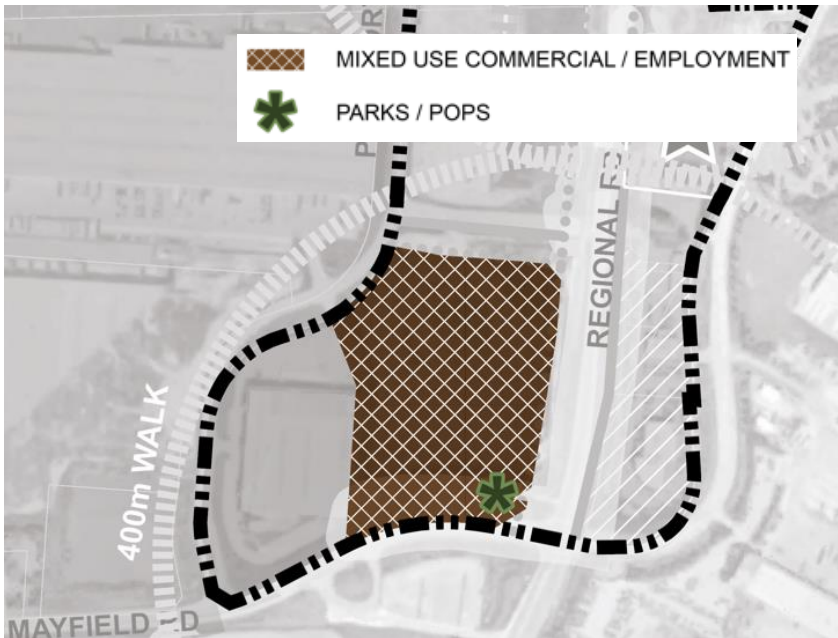 MIXED USE COMMERCIAL / EMPLOYMENT
PARKS / POPS
REGIONAL
400m WALK
MAYFIELD